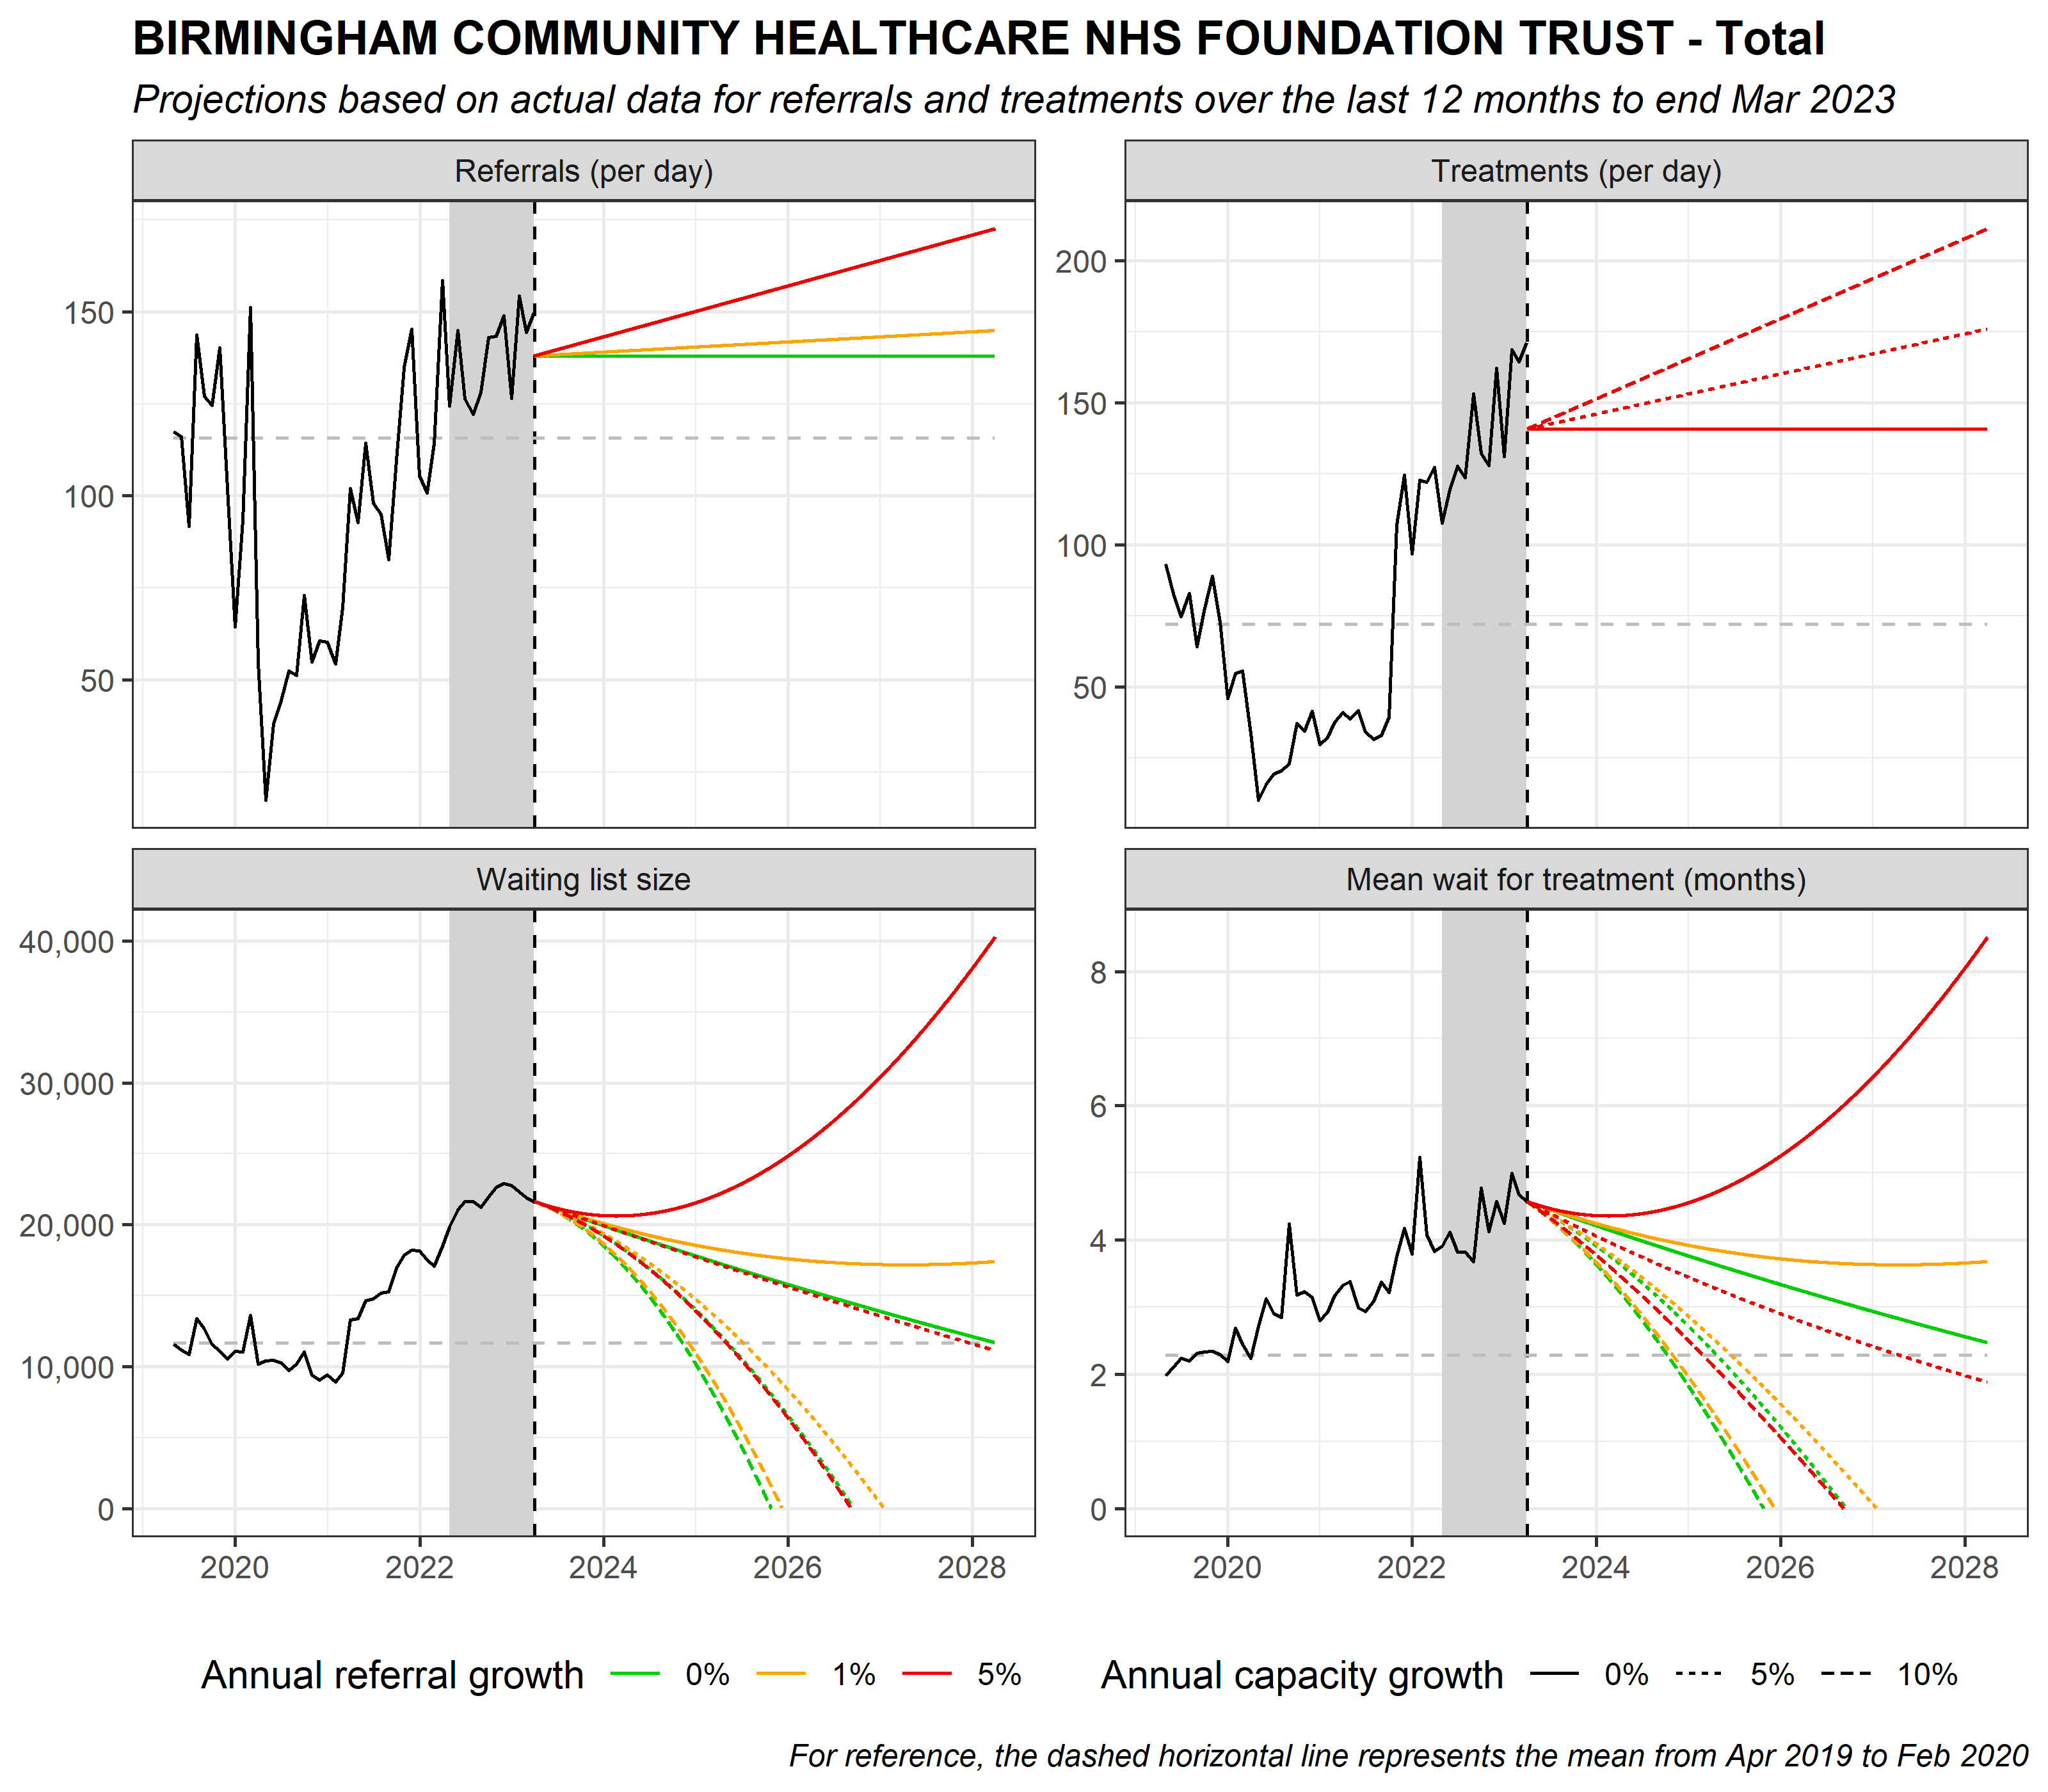 BIRMINGHAM COMMUNITY HEALTHCARE NHS FOUNDATION TRUST - Total
Projections based on actual data for referrals and treatments over the last 12 months to end Mar 2023
Referrals (per day)
150
100
50
Treatments (per day)
200
150
100
50
Waiting list size
40,000
30,000
20,000
10,000
0
2020 2022 2024 2026 2028
Mean wait for treatment (months)
8
6
4
2
0
2020 2022 2024 2026 2028
Annual referral growth 0% 1% 5%
Annual capacity growth 0% 5% 10%
For reference, the dashed horizontal line represents the mean from Apr 2019 to Feb 2020